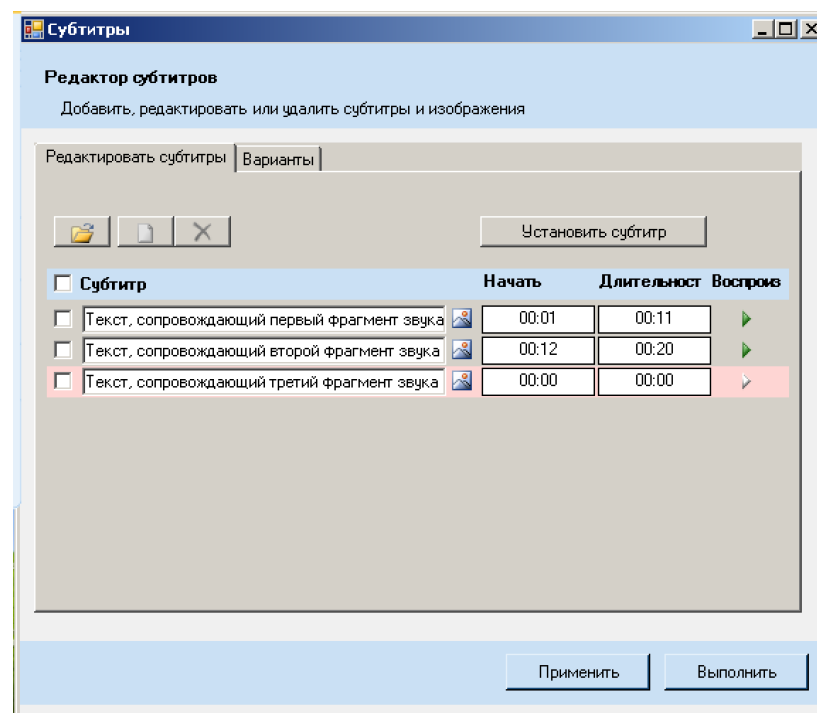 Субтитры
Редактор субтитров
Добавить, редактировать или удалить субтитры и изображения
Редактировать субтитры Варианты
Установить субтитр
Субтитр Начать Длительност Воспроиз
Текст, сопровождающий первый фрагмент звука 00:01 00:11
Текст, сопровождающий второй фрагмент звука 00:12 00:20
Текст, сопровождающий третий фрагмент звука 00:00 00:00
Применить Выполнить